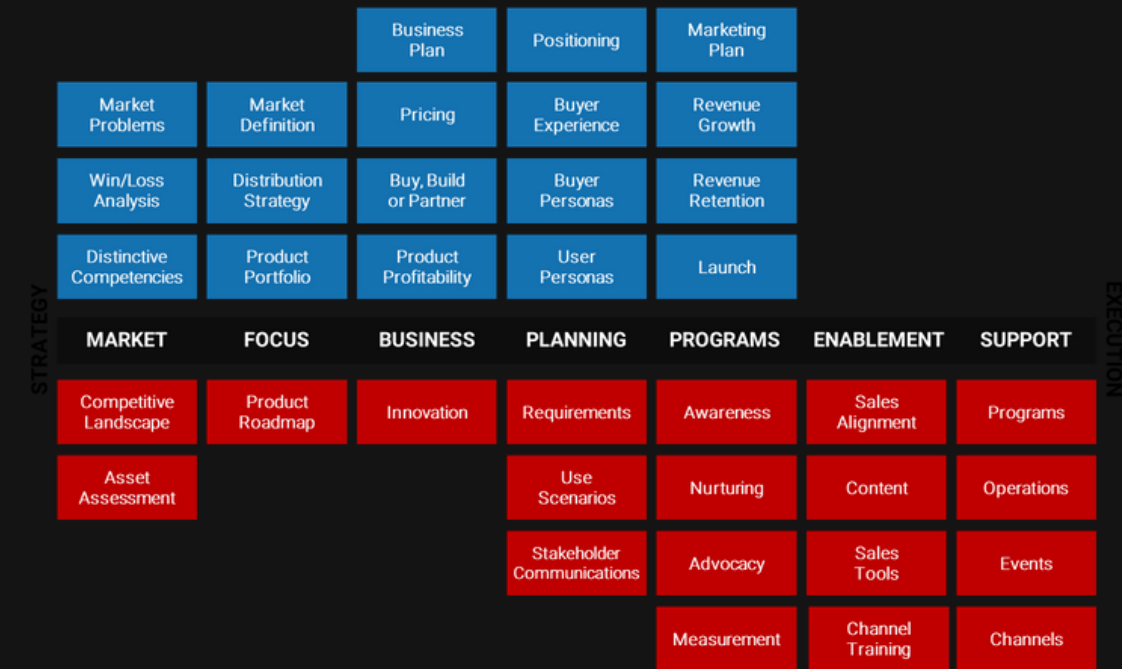 Business
Plan
Positioning
Marketing
Plan
Market
Problems
Market
Definition
Pricing
Buyer
Experience
Revenue
Growth
Win/Loss
Analysis
Distribution
Strategy
Buy, Build
or Partner
Buyer
Personas
Revenue
Retention
Distinctive
Competencies
Product
Portfolio
Product
Profitability
User
Personas
Launch
STRATEGY
MARKET
FOCUS
BUSINESS
PLANNING
PROGRAMS
ENABLEMENT
SUPPORT
EXECUTION
Competitive
Landscape
Product
Roadmap
Innovation
Requirements
Awareness
Sales
Alignment
Programs
Asset
Assessment
Use
Scenarios
Nurturing
Content
Operations
Stakeholder
Communications
Advocacy
Sales
Tools
Events
Measurement
Channel
Training
Channels